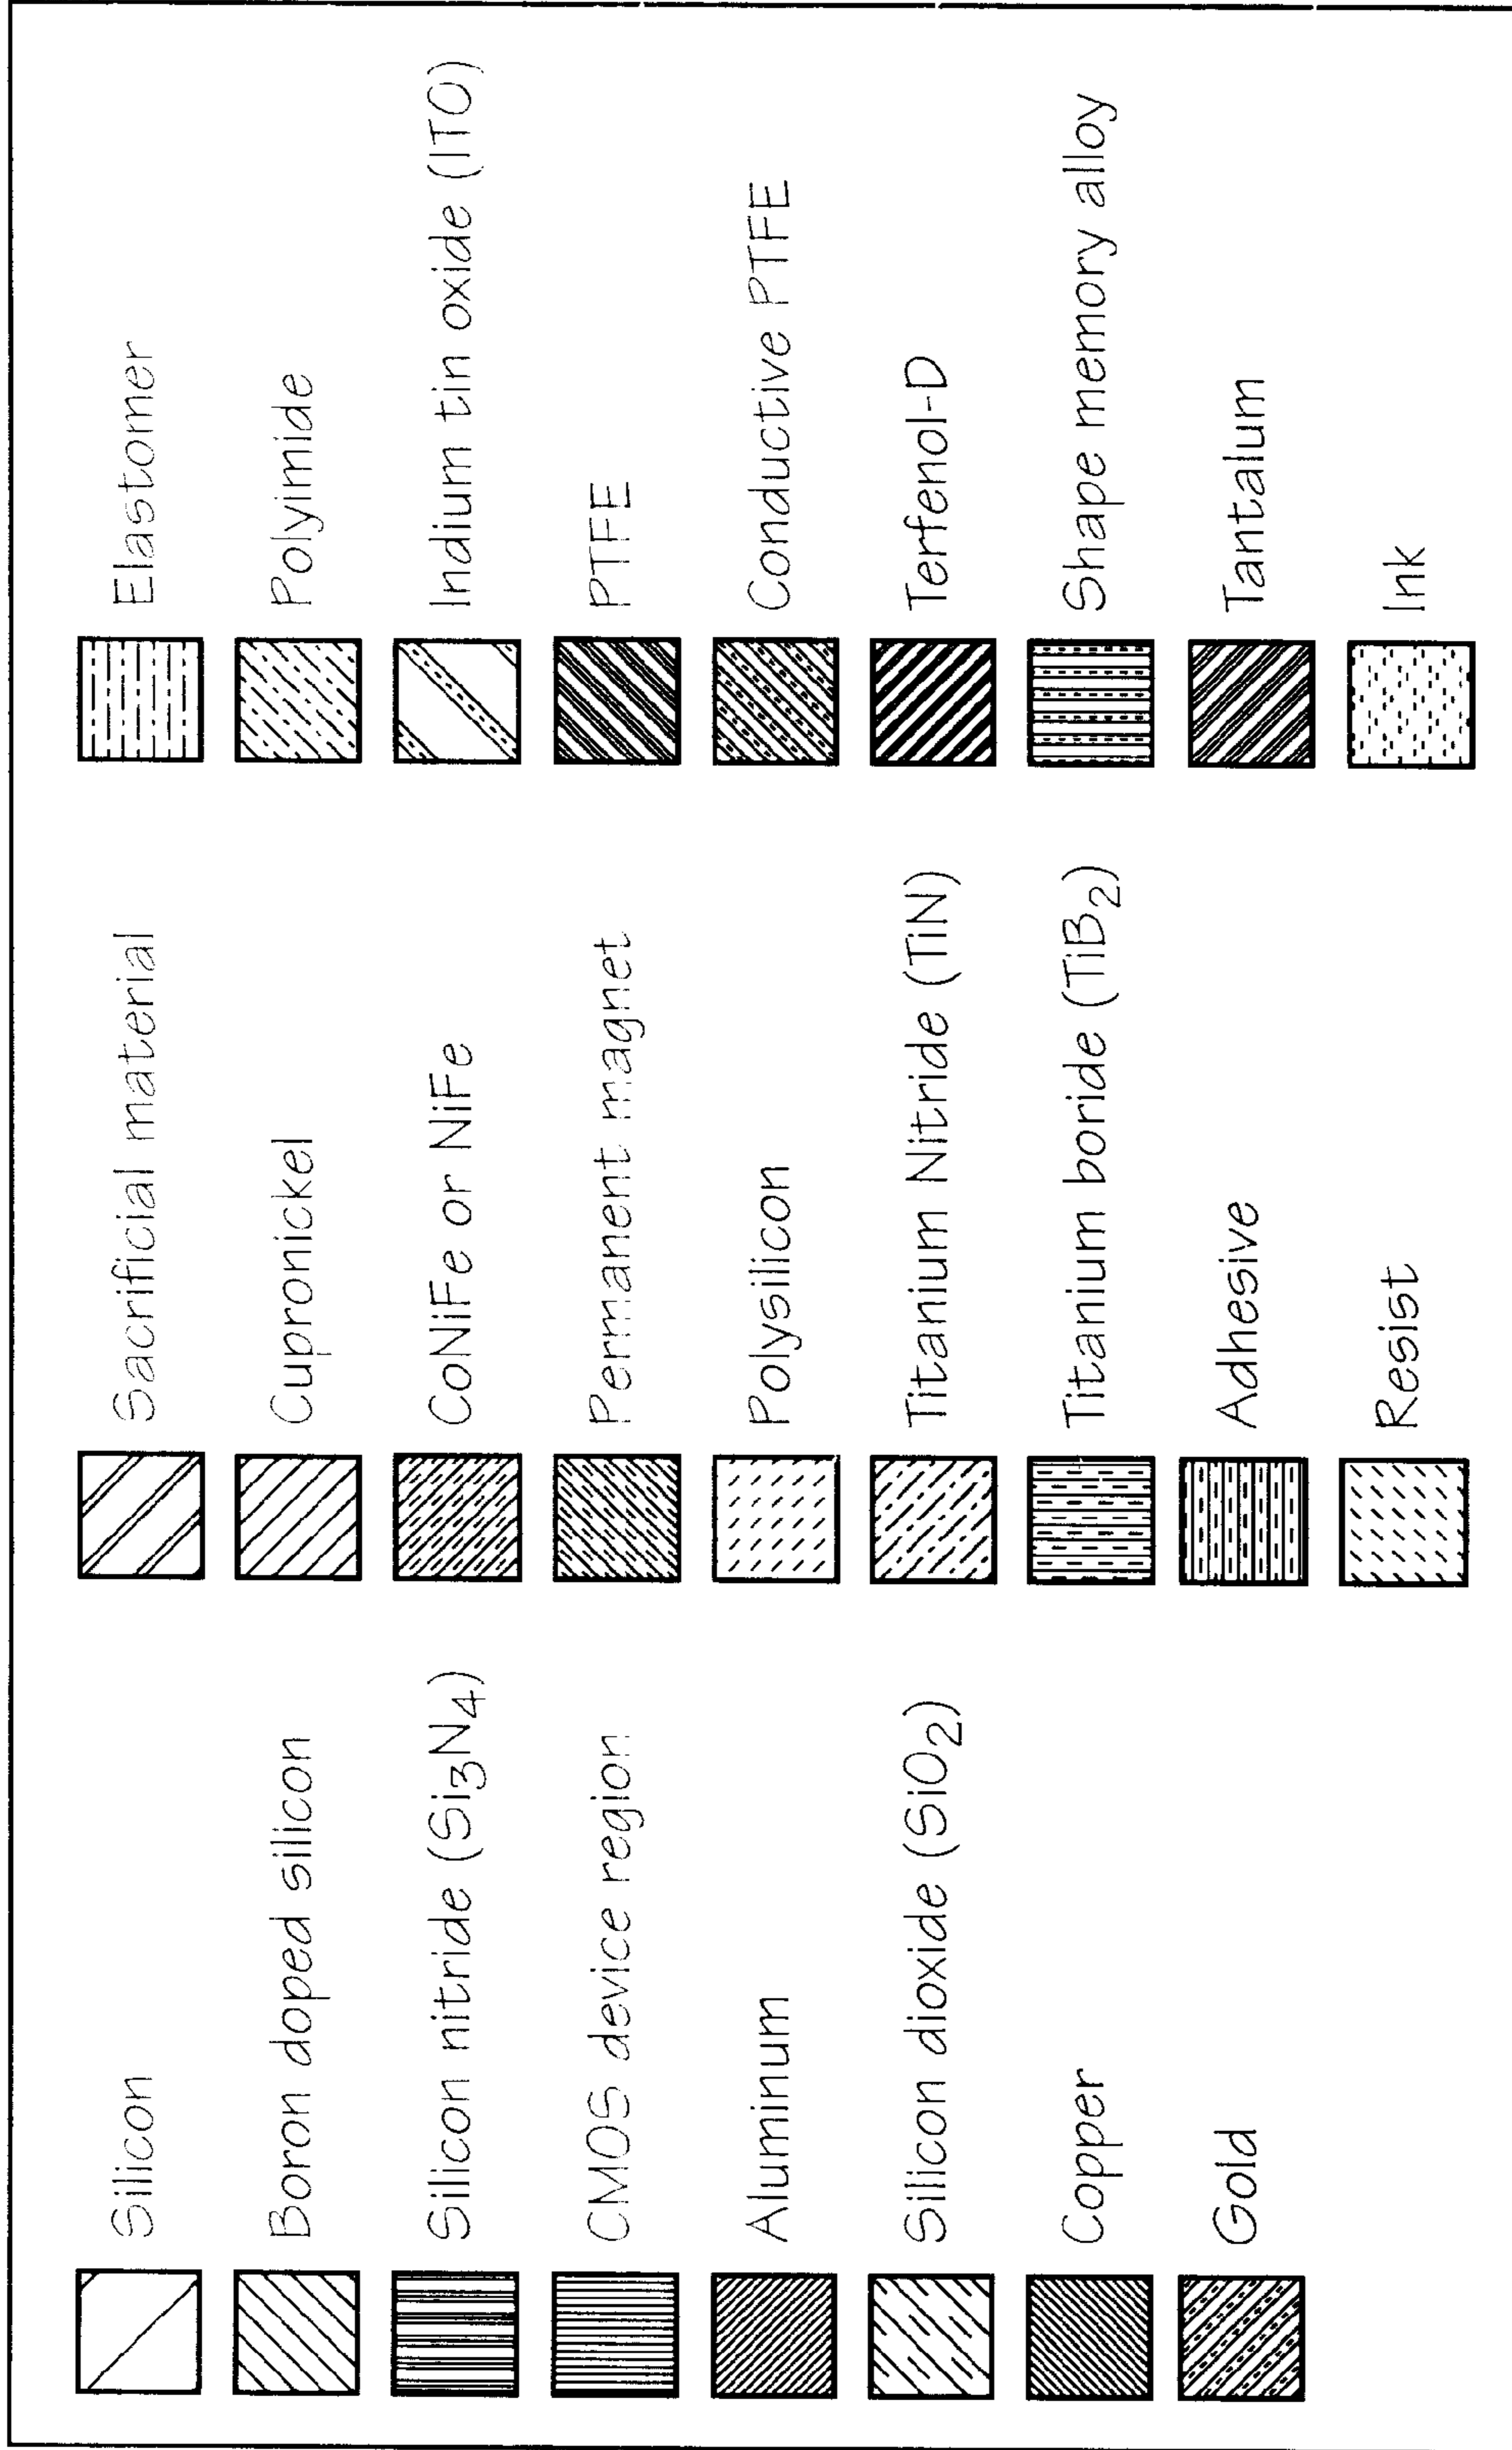 Silicon
Boron doped silicon
Silicon nitride (Si₃N₄)
CMOS device region
Aluminum
Silicon dioxide (SiO₂)
Copper
Gold
Sacrificial material
Cupronickel
CoNiFe or NiFe
Permanent magnet
Polysilicon
Titanium Nitride (TiN)
Titanium boride (TiB₂)
Adhesive
Resist
Elastomer
Polyimide
Indium tin oxide (ITO)
PTFE
Conductive PTFE
Terfenol-D
Shape memory alloy
Tantalum
Ink